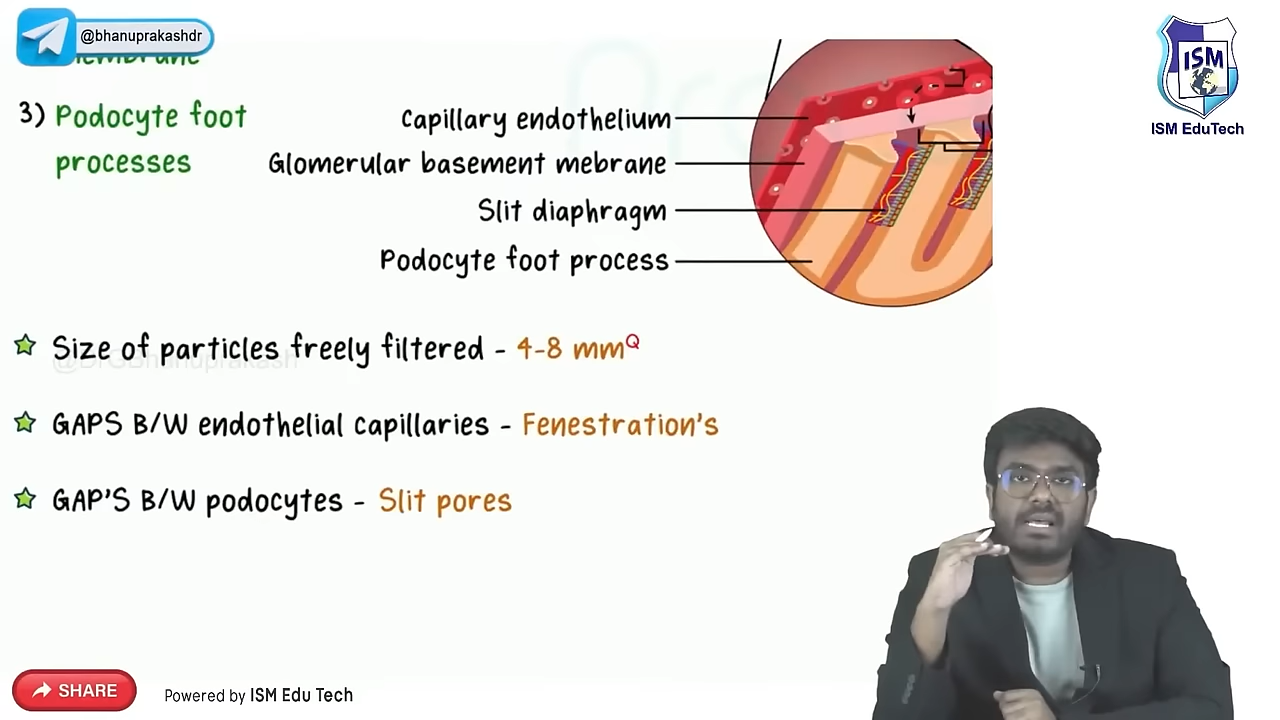 @bhanuprakashdr
membrane
3) Podocyte foot
processes
Capillary endothelium
Glomerular basement mebrane
Slit diaphragm
Podocyte foot process
Size of particles freely filtered - 4-8 mmQ
GAPS B/W endothelial capillaries - Fenestration's
GAP'S B/W podocytes - Slit pores
ISM
ISM EduTech
SHARE
Powered by ISM Edu Tech